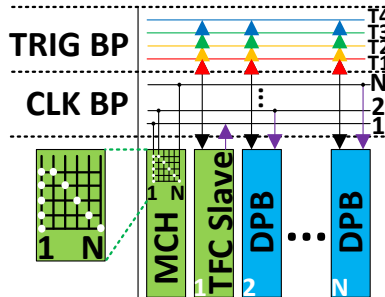 T4
T3
TRIG BP
T2
T1
N
CLK BP
2
1
1 N
1 N
MCH
TFC Slave
1
DPB
2
DPB
N